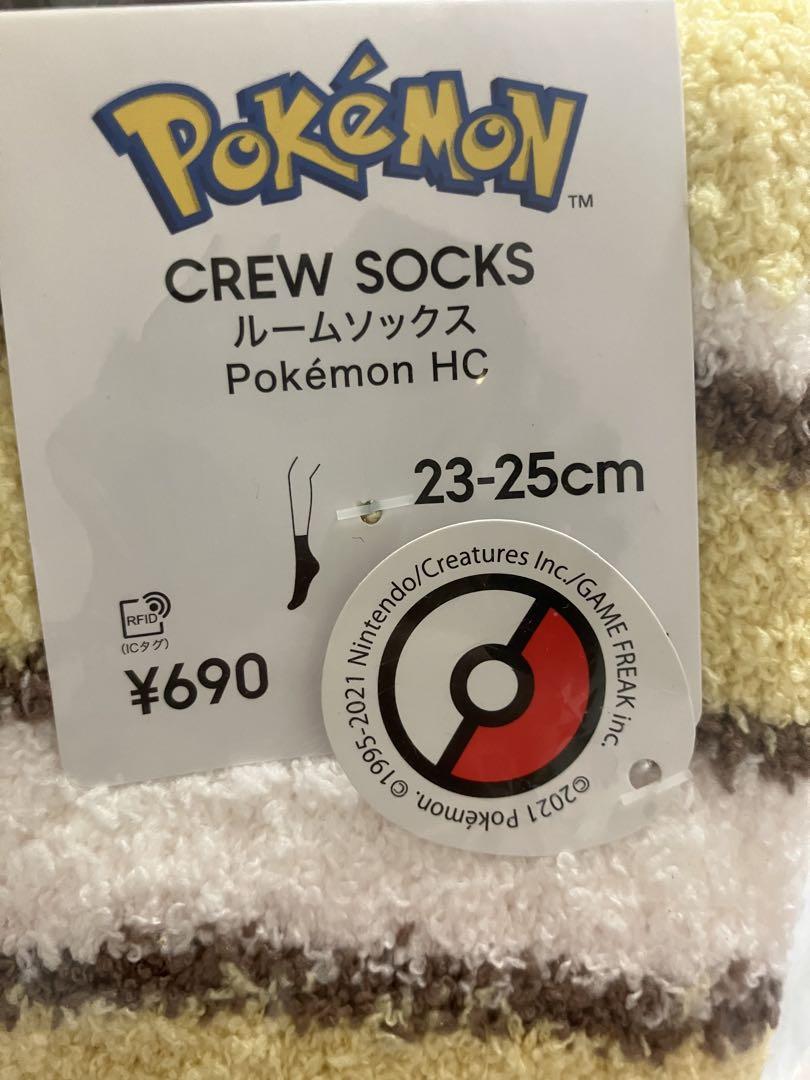 POKéMON
TM
CREW SOCKS
ルームソックス
Pokémon HC
23-25cm
RFID
(ICタグ)
¥690
©2021 Pokémon. ©1995-2021 Nintendo/Creatures Inc./GAME FREAK inc.